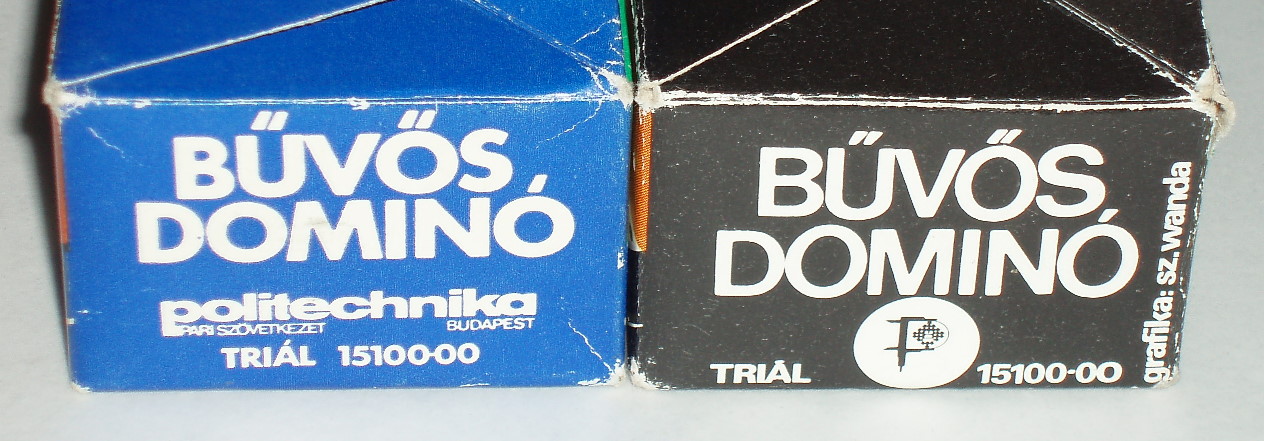 BŰVÖS
DOMINÓ
politechnika
IPARI SZÖVETKEZET BUDAPEST
TRIÁL 15100-00
BŰVÖS
DOMINÓ
TRIÁL 15100-00
grafika: sz. wanda